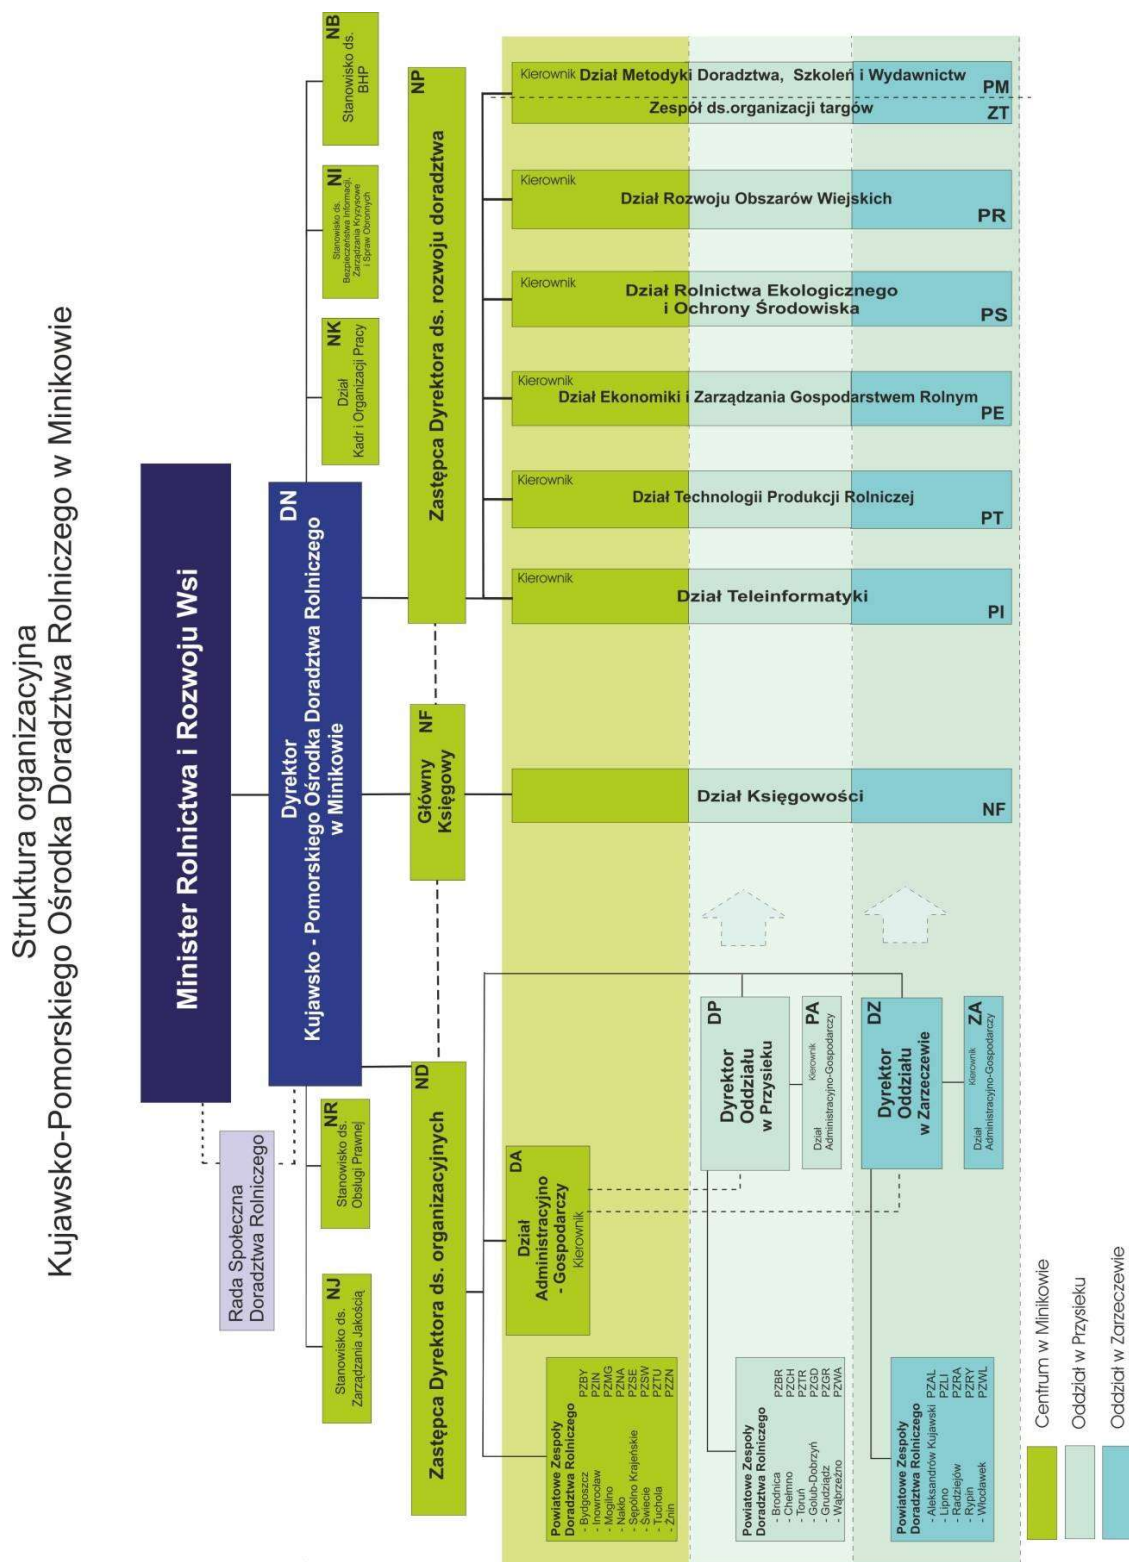 Struktura organizacyjna
Kujawsko-Pomorskiego Ośrodka Doradztwa Rolniczego w Minikowie
Minister Rolnictwa i Rozwoju Wsi
Rada Społeczna
Doradztwa Rolniczego
DN
Dyrektor
Kujawsko - Pomorskiego Ośrodka Doradztwa Rolniczego
w Minikowie
NJ
Stanowisko ds.
Zarządzania Jakością
NR
Stanowisko ds.
Obsługi Prawnej
NK
Dział
Kadr i Organizacji Pracy
NI
Stanowisko ds.
Bezpieczeństwa Informacji,
Zarządzania Kryzysowe
i Spraw Obronnych
NB
Stanowisko ds.
BHP
ND
Zastępca Dyrektora ds. organizacyjnych
NF
Główny
Księgowy
NP
Zastępca Dyrektora ds. rozwoju doradztwa
DA
Dział
Administracyjno
- Gospodarczy
Kierownik
Powiatowe Zespoły
Doradztwa Rolniczego
- Bydgoszcz PZBY
- Inowrocław PZIN
- Mogilno PZMG
- Nakło PZNA
- Sępólno Krajeńskie PZSE
- Świecie PZSW
- Tuchola PZTU
- Żnin PZZN
DP
Dyrektor
Oddziału
w Przysieku
PA
Kierownik
Dział
Administracyjno-Gospodarczy
Powiatowe Zespoły
Doradztwa Rolniczego
- Brodnica PZBR
- Chełmno PZCH
- Toruń PZTR
- Golub-Dobrzyń PZGD
- Grudziądz PZGR
- Wąbrzeźno PZWA
DZ
Dyrektor
Oddziału
w Zarzeczewie
ZA
Kierownik
Dział
Administracyjno-Gospodarczy
Powiatowe Zespoły
Doradztwa Rolniczego
- Aleksandrów Kujawski PZAL
- Lipno PZLI
- Radziejów PZRA
- Rypin PZRY
- Włocławek PZWL
Dział Księgowości
NF
Kierownik
Dział Teleinformatyki
PI
Kierownik
Dział Technologii Produkcji Rolniczej
PT
Kierownik
Dział Ekonomiki i Zarządzania Gospodarstwem Rolnym
PE
Kierownik
Dział Rolnictwa Ekologicznego
i Ochrony Środowiska
PS
Kierownik
Dział Rozwoju Obszarów Wiejskich
PR
Kierownik Dział Metodyki Doradztwa, Szkoleń i Wydawnictw
PM
Zespół ds.organizacji targów
ZT
Centrum w Minikowie
Oddział w Przysieku
Oddział w Zarzeczewie